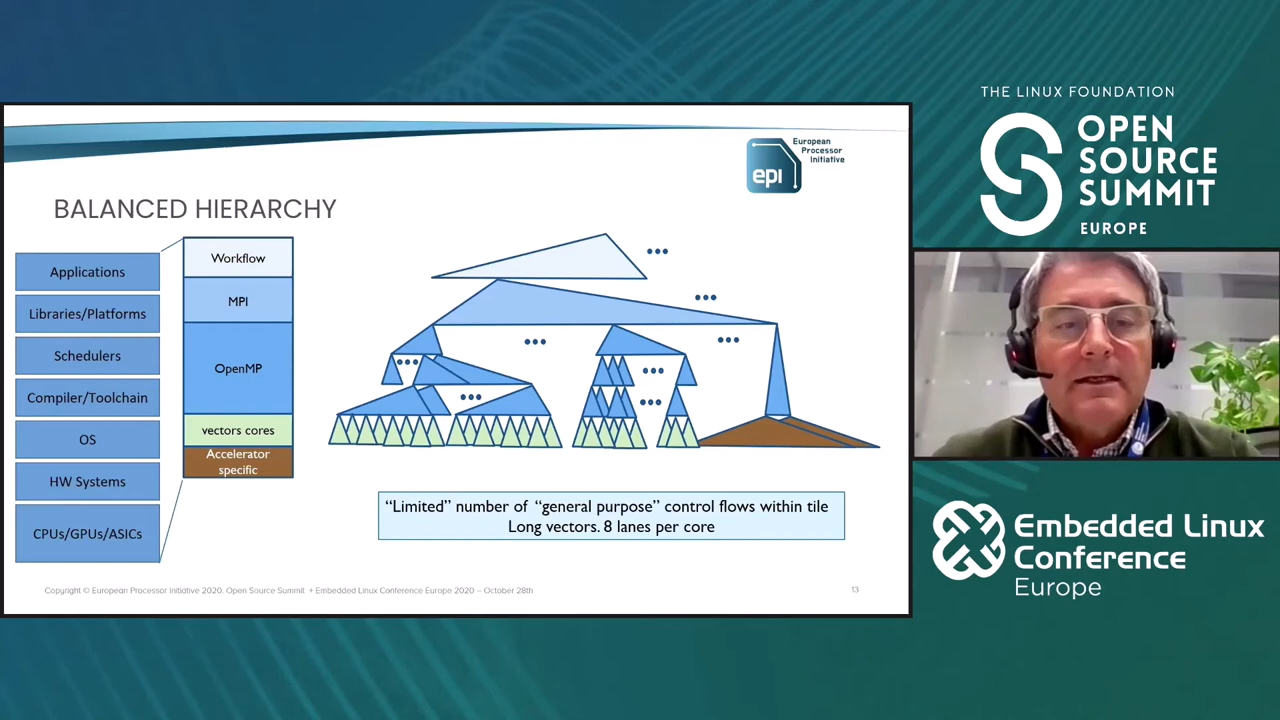 THE LINUX FOUNDATION
OPEN
SOURCE
SUMMIT
EUROPE
European
Processor
Initiative
epi
BALANCED HIERARCHY
Applications
Libraries/Platforms
Schedulers
Compiler/Toolchain
OS
HW Systems
CPUs/GPUs/ASICs
Workflow
MPI
OpenMP
vectors cores
Accelerator
specific
“Limited” number of “general purpose” control flows within tile
Long vectors. 8 lanes per core
Copyright © European Processor Initiative 2020. Open Source Summit + Embedded Linux Conference Europe 2020 – October 28th
13
Embedded Linux
Conference
Europe